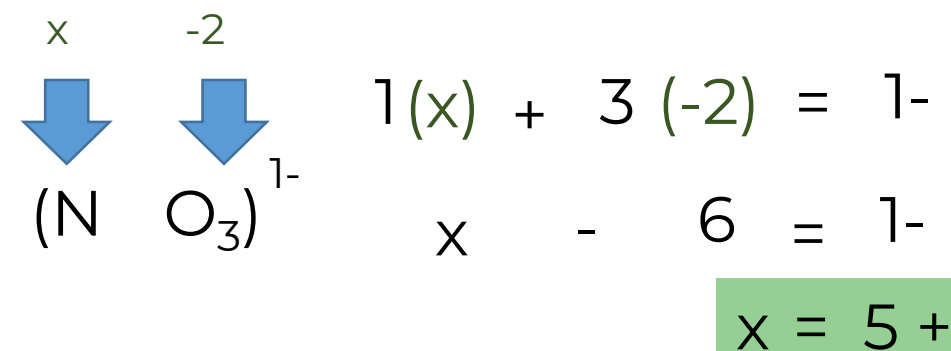 x -2
1(x) + 3 (-2) = 1-
(N O₃)¹⁻
x - 6 = 1-
x = 5 +